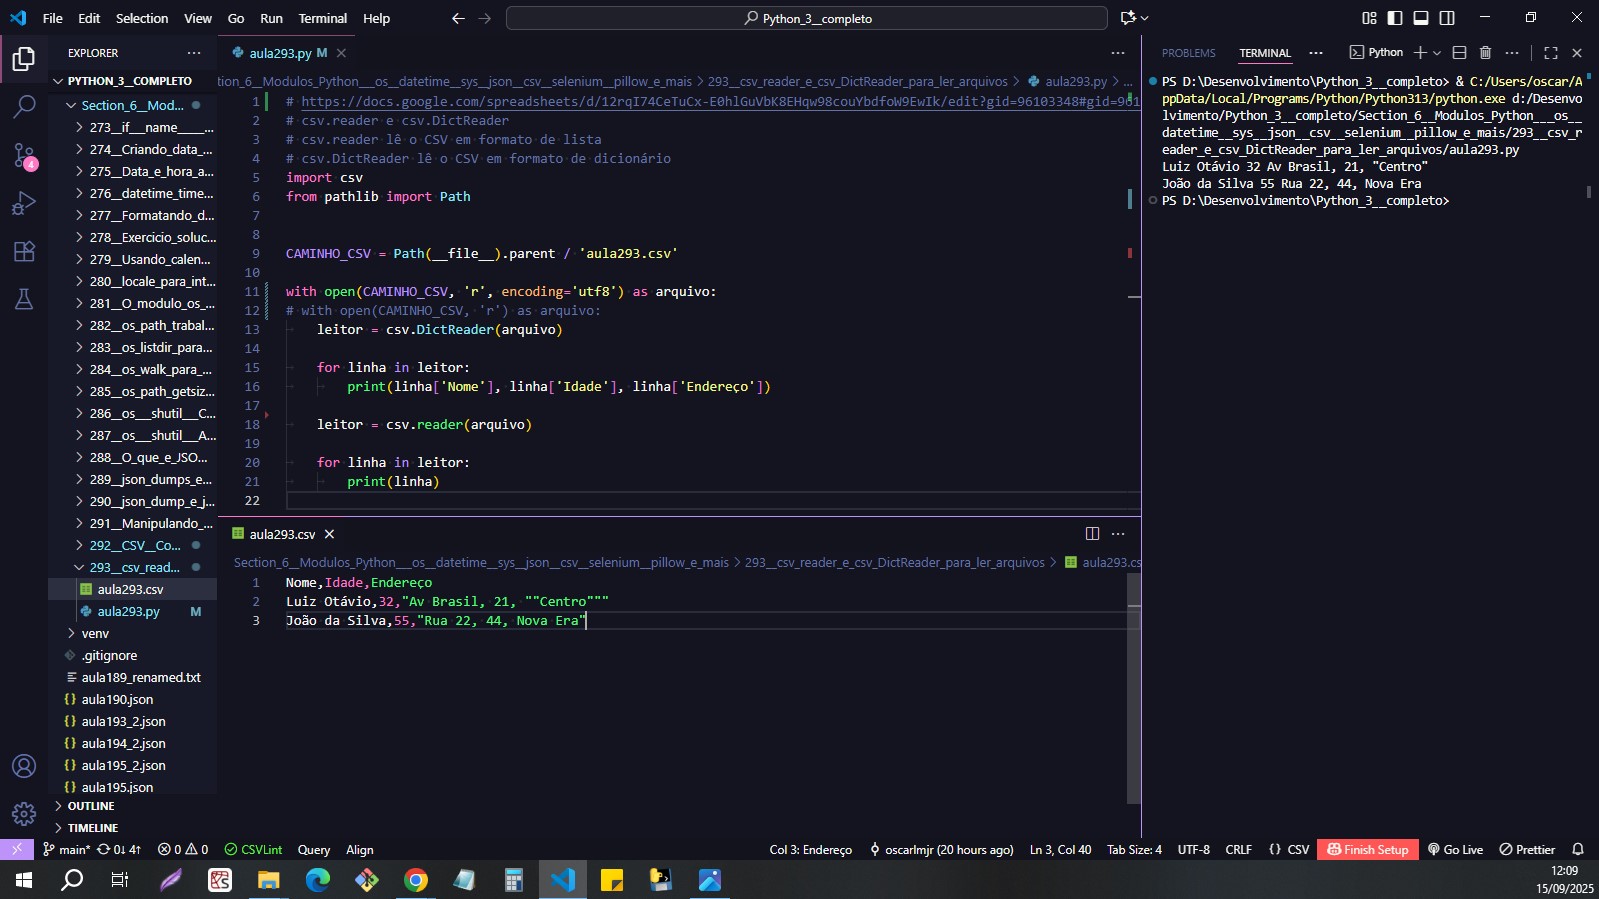 File Edit Selection View Go Run Terminal Help
Python_3__completo
EXPLORER
PYTHON_3__COMPLETO
Section_6__Mod...
273__if__name____...
274__Criando_data_...
275__Data_e_hora_a...
276__datetime_time...
277__Formatando_d...
278__Exercicio_soluc...
279__Usando_calen...
280__locale_para_int...
281__O_modulo_os_...
282__os_path_trabal...
283__os_listdir_para...
284__os_walk_para_...
285__os_path_getsiz...
286__os___shutil___C...
287__os___shutil___A...
288__O_que_e_JSO...
289__json_dumps_e...
290__json_dump_e_j...
291__Manipulando_...
292__CSV__Co...
293__csv_read...
aula293.csv
aula293.py M
venv
.gitignore
aula189_renamed.txt
aula190.json
aula193_2.json
aula194_2.json
aula195_2.json
aula195.json
OUTLINE
TIMELINE
4
aula293.py M
tion_6__Modulos_Python___os__datetime__sys__json__csv__selenium__pillow_e_mais > 293__csv_reader_e_csv_DictReader_para_ler_arquivos > aula293.py > ...
1 # https://docs.google.com/spreadsheets/d/12rqI74CeTuCx-E0hlGuVbK8EHqw98couYbdfoW9EwIk/edit?gid=96103348#gid=961
2 # csv.reader e csv.DictReader
3 # csv.reader lê o CSV em formato de lista
4 # csv.DictReader lê o CSV em formato de dicionário
5 import csv
6 from pathlib import Path
7
8
9 CAMINHO_CSV = Path(__file__).parent / 'aula293.csv'
10
11 with open(CAMINHO_CSV, 'r', encoding='utf8') as arquivo:
12 # with open(CAMINHO_CSV, 'r') as arquivo:
13 leitor = csv.DictReader(arquivo)
14
15 for linha in leitor:
16 print(linha['Nome'], linha['Idade'], linha['Endereço'])
17
18 leitor = csv.reader(arquivo)
19
20 for linha in leitor:
21 print(linha)
22
aula293.csv
Section_6__Modulos_Python___os__datetime__sys__json__csv__selenium__pillow_e_mais > 293__csv_reader_e_csv_DictReader_para_ler_arquivos > aula293.cs
1 Nome,Idade,Endereço
2 Luiz Otávio,32,"Av Brasil, 21, ""Centro"""
3 João da Silva,55,"Rua 22, 44, Nova Era"
PROBLEMS TERMINAL Python
PS D:\Desenvolvimento\Python_3__completo> & C:/Users/oscar/A
ppData/Local/Programs/Python/Python313/python.exe d:/Desenvo
lvimento/Python_3__completo/Section_6__Modulos_Python___os__
datetime__sys__json__csv__selenium__pillow_e_mais/293__csv_r
eader_e_csv_DictReader_para_ler_arquivos/aula293.py
Luiz Otávio 32 Av Brasil, 21, "Centro"
João da Silva 55 Rua 22, 44, Nova Era
PS D:\Desenvolvimento\Python_3__completo>
main* 0↓ 4↑ 0 0 CSVLint Query Align Col 3: Endereço oscarlmjr (20 hours ago) Ln 3, Col 40 Tab Size: 4 UTF-8 CRLF {} CSV Finish Setup Go Live Prettier
12:09
15/09/2025